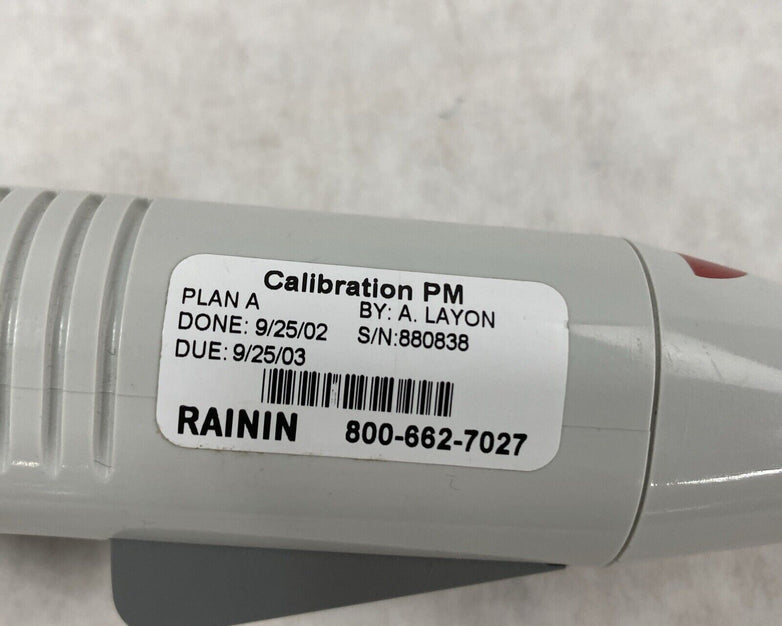 Calibration PM
PLAN A BY: A. LAYON
DONE: 9/25/02 S/N:880838
DUE: 9/25/03
RAININ 800-662-7027